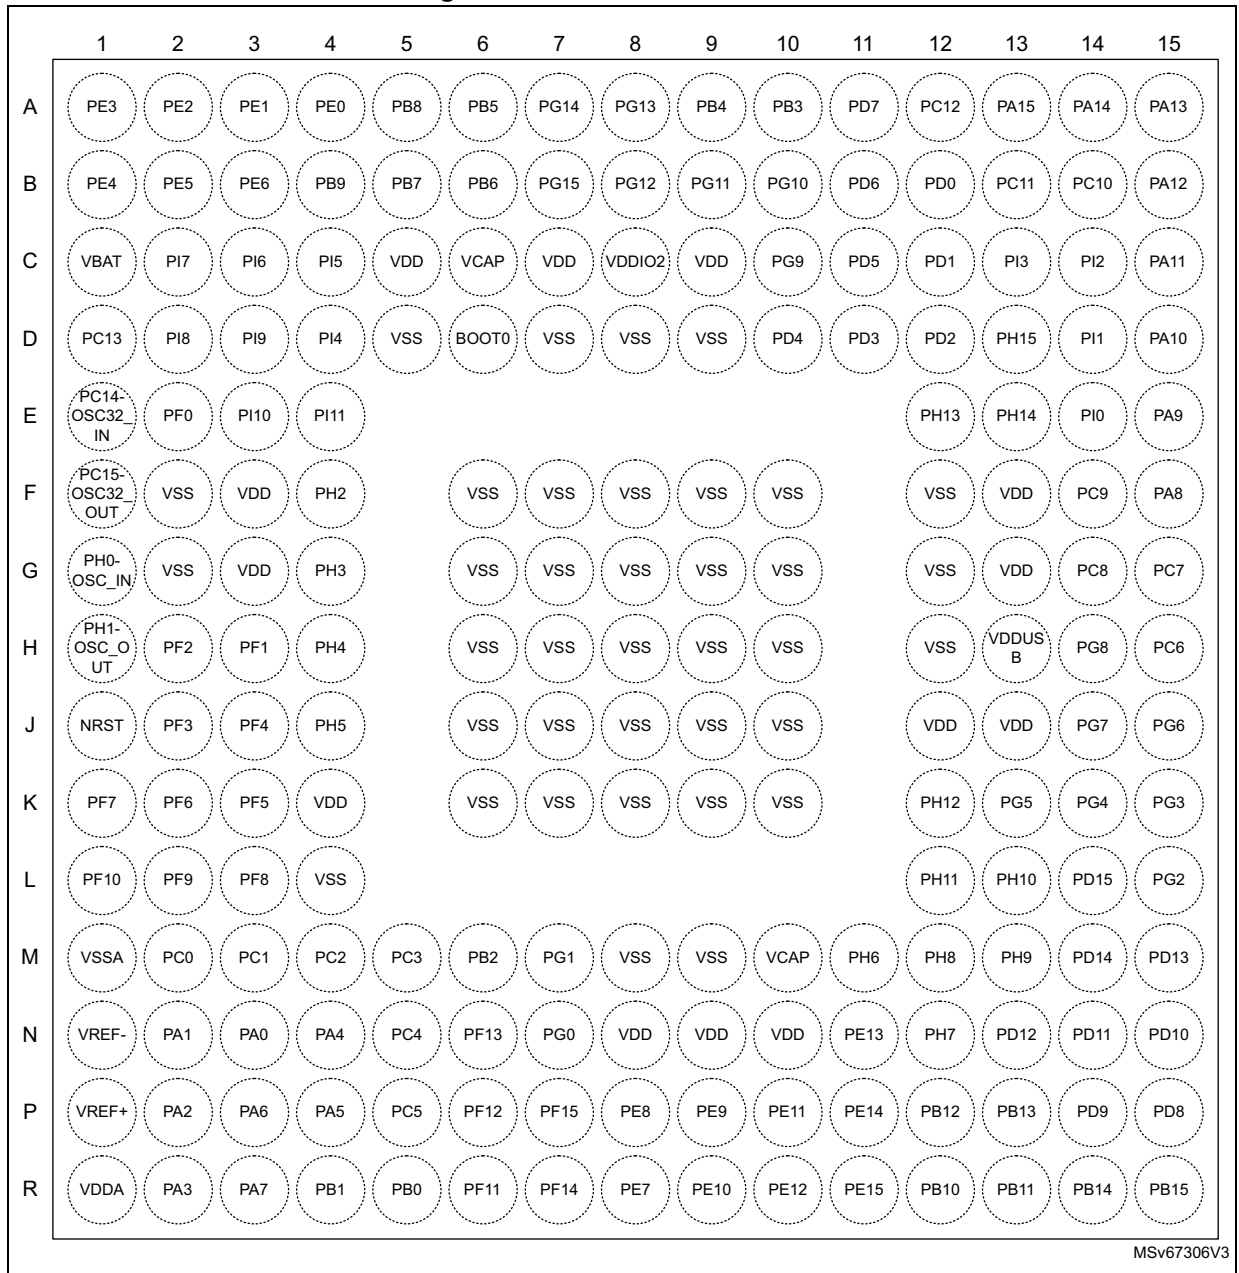 1 2 3 4 5 6 7 8 9 10 11 12 13 14 15
A PE3 PE2 PE1 PE0 PB8 PB5 PG14 PG13 PB4 PB3 PD7 PC12 PA15 PA14 PA13
B PE4 PE5 PE6 PB9 PB7 PB6 PG15 PG12 PG11 PG10 PD6 PD0 PC11 PC10 PA12
C VBAT PI7 PI6 PI5 VDD VCAP VDD VDDIO2 VDD PG9 PD5 PD1 PI3 PI2 PA11
D PC13 PI8 PI9 PI4 VSS BOOT0 VSS VSS VSS PD4 PD3 PD2 PH15 PI1 PA10
PC14-
E OSC32_ PF0 PI10 PI11 PH13 PH14 PI0 PA9
IN
PC15-
F OSC32_ VSS VDD PH2 VSS VSS VSS VSS VSS VSS VDD PC9 PA8
OUT
PH0-
G OSC_IN VSS VDD PH3 VSS VSS VSS VSS VSS VSS VDD PC8 PC7
PH1-
H OSC_O PF2 PF1 PH4 VSS VSS VSS VSS VSS VSS VDDUS PG8 PC6
UT B
J NRST PF3 PF4 PH5 VSS VSS VSS VSS VSS VDD VDD PG7 PG6
K PF7 PF6 PF5 VDD VSS VSS VSS VSS VSS PH12 PG5 PG4 PG3
L PF10 PF9 PF8 VSS PH11 PH10 PD15 PG2
M VSSA PC0 PC1 PC2 PC3 PB2 PG1 VSS VSS VCAP PH6 PH8 PH9 PD14 PD13
N VREF- PA1 PA0 PA4 PC4 PF13 PG0 VDD VDD VDD PE13 PH7 PD12 PD11 PD10
P VREF+ PA2 PA6 PA5 PC5 PF12 PF15 PE8 PE9 PE11 PE14 PB12 PB13 PD9 PD8
R VDDA PA3 PA7 PB1 PB0 PF11 PF14 PE7 PE10 PE12 PE15 PB10 PB11 PB14 PB15
MSv67306V3